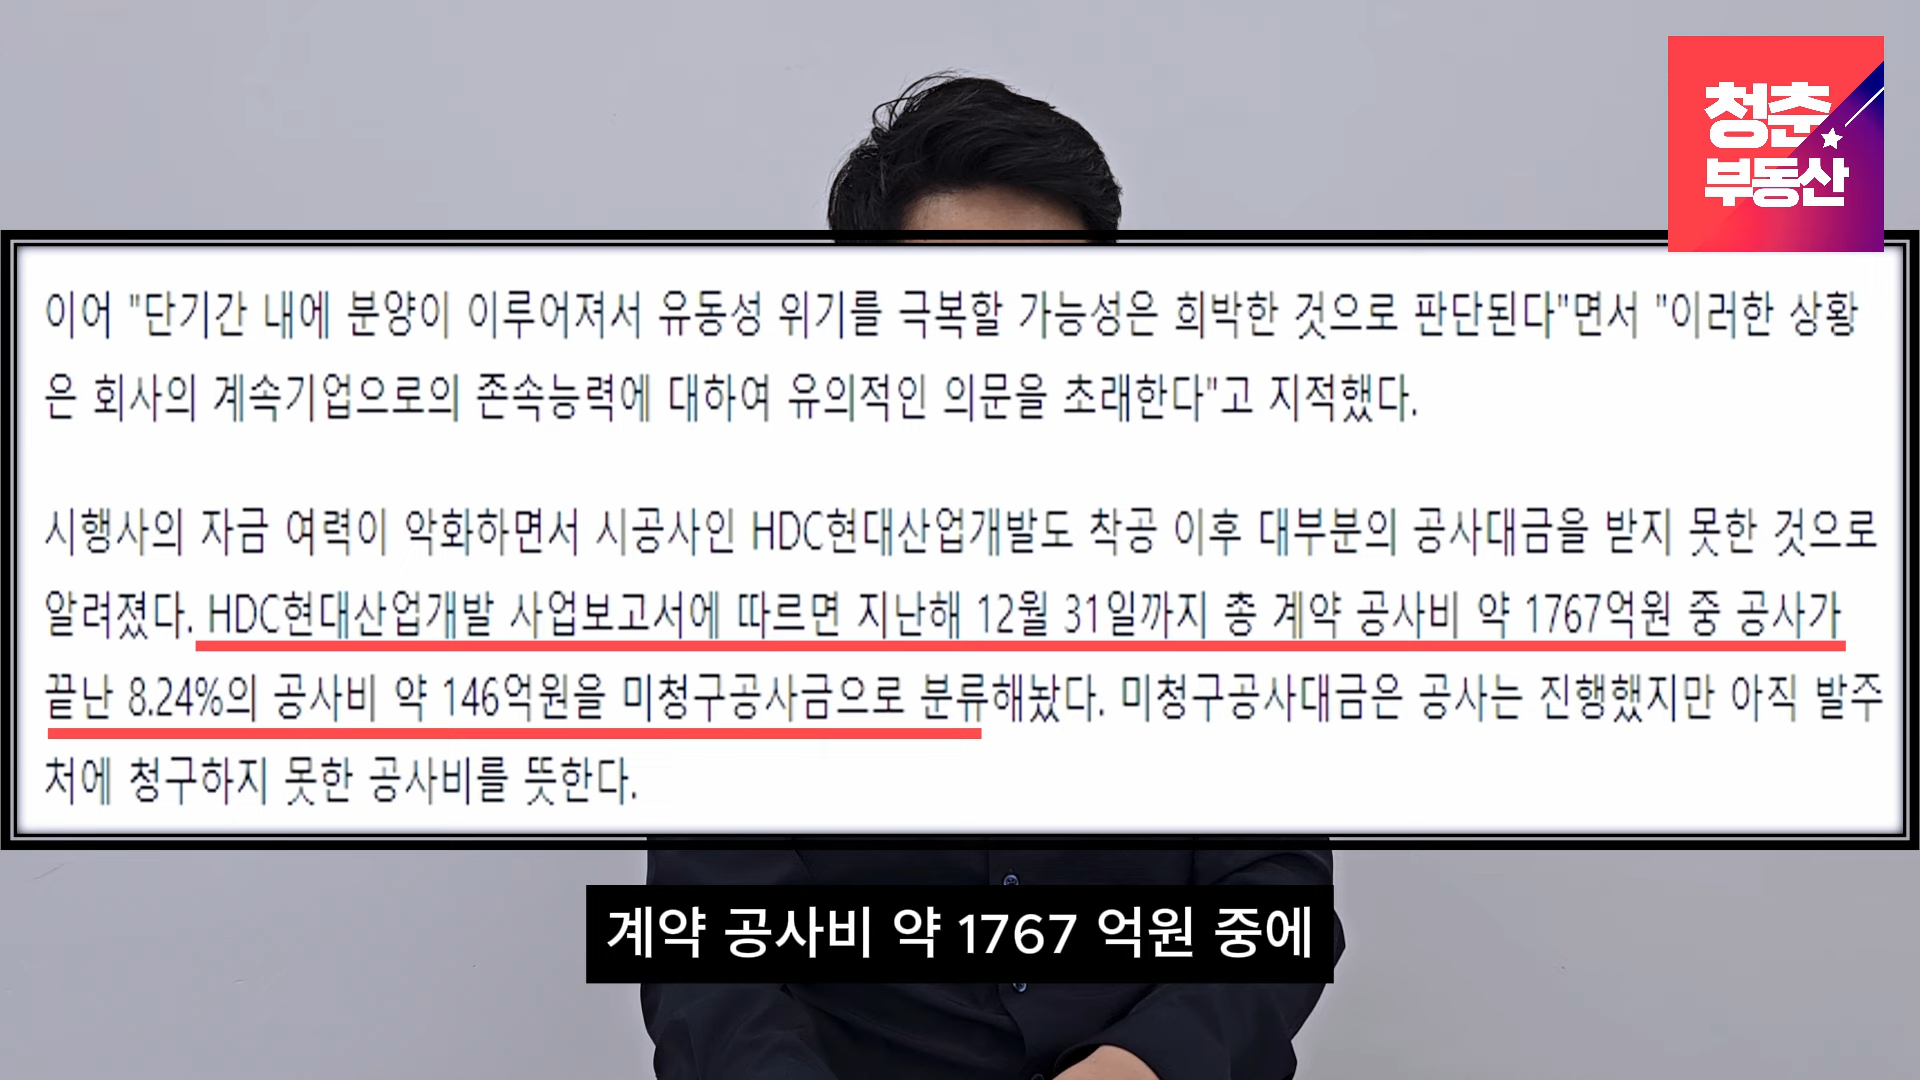 청춘
부동산
이어 "단기간 내에 분양이 이루어져서 유동성 위기를 극복할 가능성은 희박한 것으로 판단된다"면서 "이러한 상황
은 회사의 계속기업으로의 존속능력에 대하여 유의적인 의문을 초래한다"고 지적했다.
시행사의 자금 여력이 악화하면서 시공사인 HDC현대산업개발도 착공 이후 대부분의 공사대금을 받지 못한 것으로
알려졌다. HDC현대산업개발 사업보고서에 따르면 지난해 12월 31일까지 총 계약 공사비 약 1767억원 중 공사가
끝난 8.24%의 공사비 약 146억원을 미청구공사금으로 분류해놨다. 미청구공사대금은 공사는 진행했지만 아직 발주
처에 청구하지 못한 공사비를 뜻한다.
계약 공사비 약 1767 억원 중에